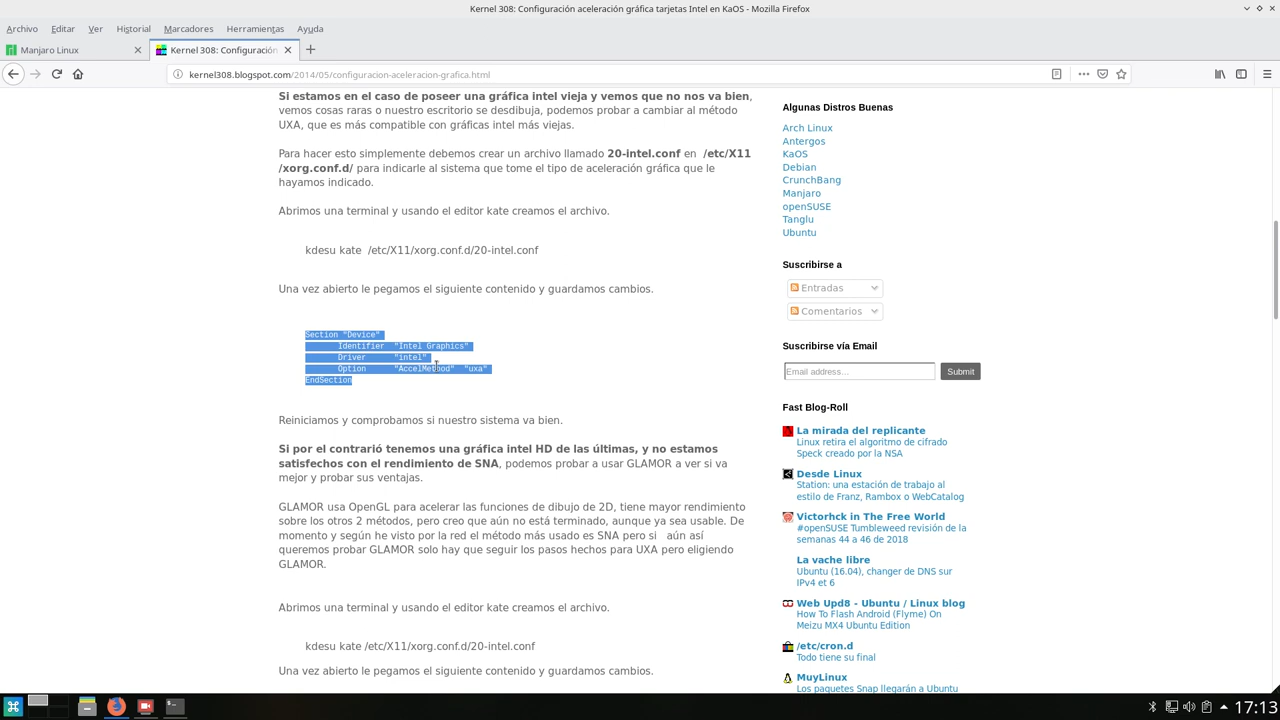 Kernel 308: Configuración aceleración gráfica tarjetas Intel en KaOS - Mozilla Firefox
Archivo Editar Ver Historial Marcadores Herramientas Ayuda
Manjaro Linux
Kernel 308: Configuración
kernel308.blogspot.com/2014/05/configuracion-aceleracion-grafica.html
Si estamos en el caso de poseer una gráfica intel vieja y vemos que no nos va bien,
vemos cosas raras o nuestro escritorio se desdibuja, podemos probar a cambiar al método
UXA, que es más compatible con gráficas intel más viejas.
Para hacer esto simplemente debemos crear un archivo llamado 20-intel.conf en /etc/X11
/xorg.conf.d/ para indicarle al sistema que tome el tipo de aceleración gráfica que le
hayamos indicado.
Abrimos una terminal y usando el editor kate creamos el archivo.
kdesu kate /etc/X11/xorg.conf.d/20-intel.conf
Una vez abierto le pegamos el siguiente contenido y guardamos cambios.
Section "Device"
Identifier "Intel Graphics"
Driver "intel"
Option "AccelMethod" "uxa"
EndSection
Reiniciamos y comprobamos si nuestro sistema va bien.
Si por el contrarió tenemos una gráfica intel HD de las últimas, y no estamos
satisfechos con el rendimiento de SNA, podemos probar a usar GLAMOR a ver si va
mejor y probar sus ventajas.
GLAMOR usa OpenGL para acelerar las funciones de dibujo de 2D, tiene mayor rendimiento
sobre los otros 2 métodos, pero creo que aún no está terminado, aunque ya sea usable. De
momento y según he visto por la red el método más usado es SNA pero si aún así
queremos probar GLAMOR solo hay que seguir los pasos hechos para UXA pero eligiendo
GLAMOR.
Abrimos una terminal y usando el editor kate creamos el archivo.
kdesu kate /etc/X11/xorg.conf.d/20-intel.conf
Una vez abierto le pegamos el siguiente contenido y guardamos cambios.
Algunas Distros Buenas
Arch Linux
Antergos
KaOS
Debian
CrunchBang
Manjaro
openSUSE
Tanglu
Ubuntu
Suscribirse a
Entradas
Comentarios
Suscribirse vía Email
Email address... Submit
Fast Blog-Roll
La mirada del replicante
Linux retira el algoritmo de cifrado
Speck creado por la NSA
Desde Linux
Station: una estación de trabajo al
estilo de Franz, Rambox o WebCatalog
Victorhck in The Free World
#openSUSE Tumbleweed revisión de la
semanas 44 a 46 de 2018
La vache libre
Ubuntu (16.04), changer de DNS sur
IPv4 et 6
Web Upd8 - Ubuntu / Linux blog
How To Flash Android (Flyme) On
Meizu MX4 Ubuntu Edition
/etc/cron.d
Todo tiene su final
MuyLinux
Los paquetes Snap llegarán a Ubuntu
17:13